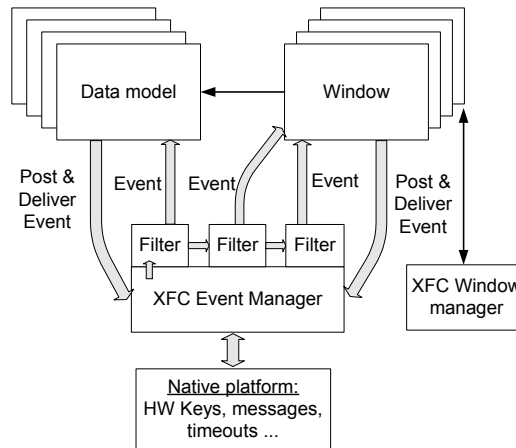 Data model
Window
Post &
Deliver
Event
Event
Event
Event
Post &
Deliver
Event
Filter
Filter
Filter
XFC Event Manager
XFC Window
manager
Native platform:
HW Keys, messages,
timeouts ...